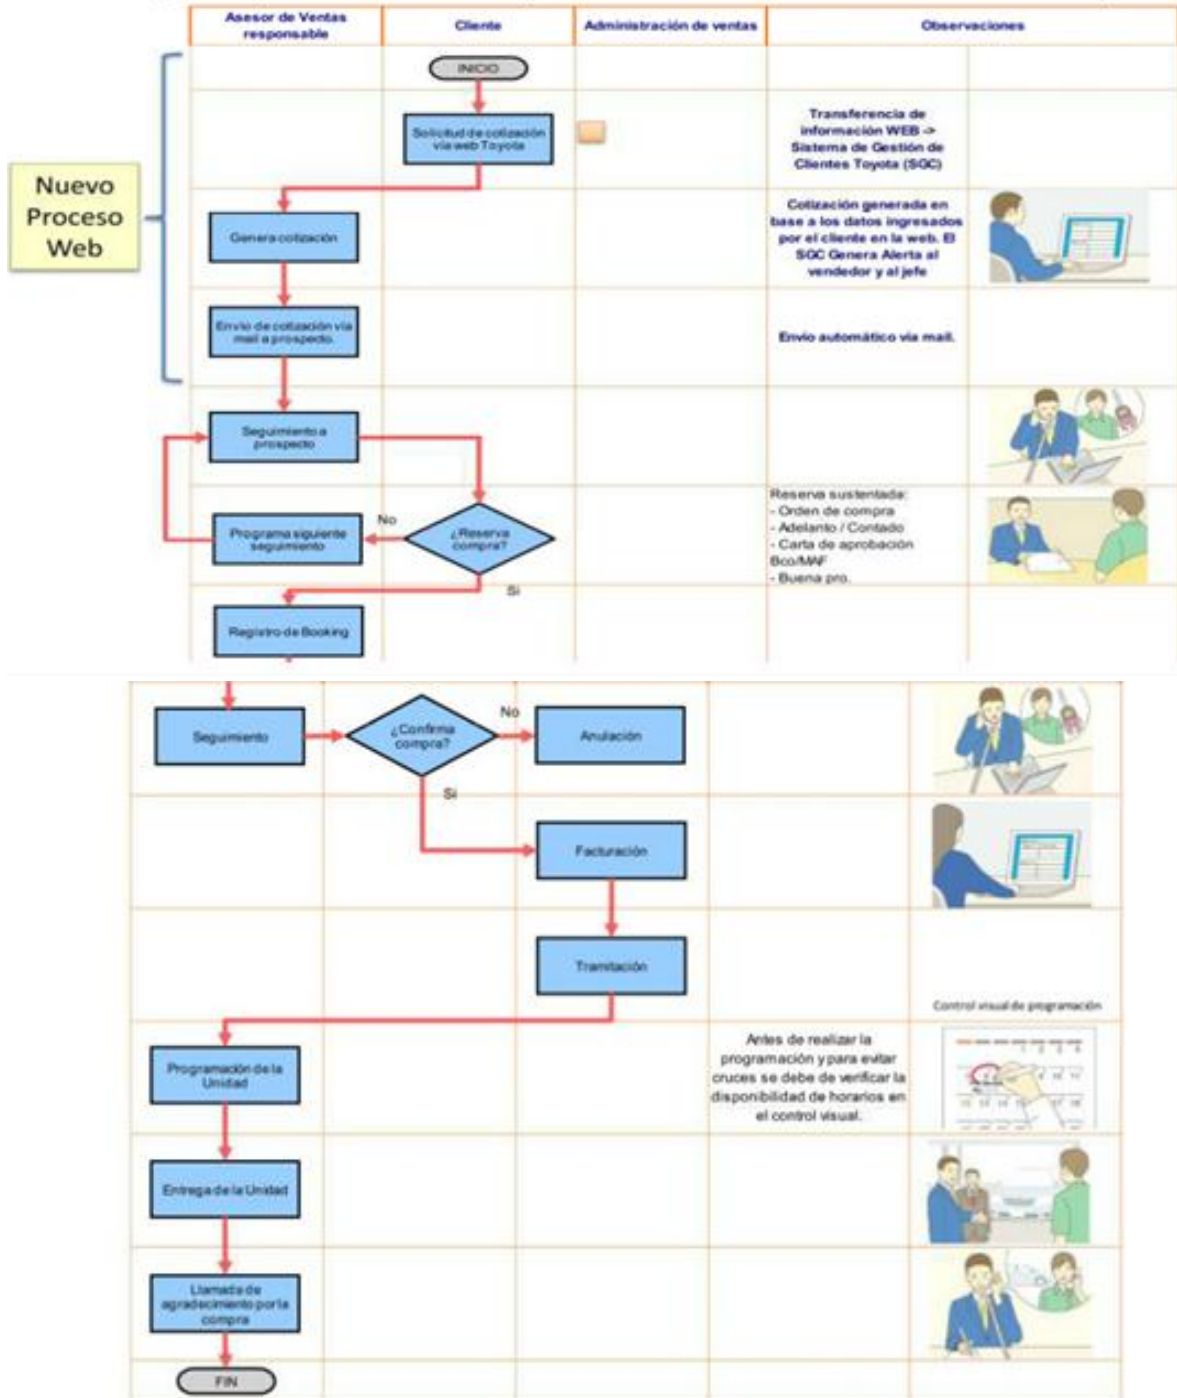 Asesor de Ventas
responsable
Cliente
Administración de ventas
Observaciones
INICIO
Solicitud de cotización
vía web Toyota
Transferencia de
información WEB ->
Sistema de Gestión de
Clientes Toyota (SGC)
Nuevo
Proceso
Web
Genera cotización
Cotización generada en
base a los datos ingresados
por el cliente en la web. El
SGC Genera Alerta al
vendedor y al jefe
Envío de cotización vía
mail a prospecto.
Envío automático via mail.
Seguimiento a
prospecto
Programa siguiente
seguimiento
No
¿Reserva
compra?
Si
Reserva sustentada:
- Orden de compra
- Adelanto / Contado
- Carta de aprobación
Bco/MAF
- Buena pro.
Registro de Booking
Seguimiento
¿Confirma
compra?
No
Anulación
Si
Facturación
Tramitación
Control visual de programación
Programación de la
Unidad
Antes de realizar la
programación y para evitar
cruces se debe de verificar la
disponibilidad de horarios en
el control visual.
Entrega de la Unidad
Llamada de
agradecimiento por la
compra
FIN